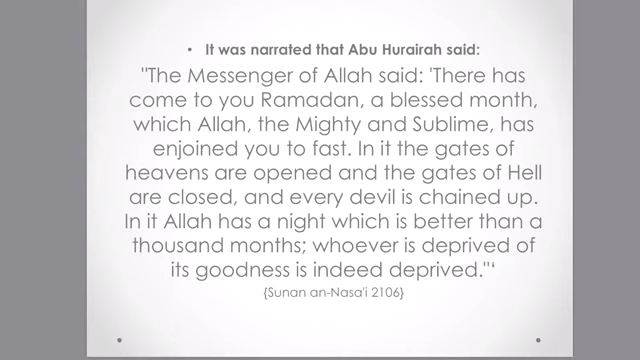 • It was narrated that Abu Hurairah said:
"The Messenger of Allah said: 'There has
come to you Ramadan, a blessed month,
which Allah, the Mighty and Sublime, has
enjoined you to fast. In it the gates of
heavens are opened and the gates of Hell
are closed, and every devil is chained up.
In it Allah has a night which is better than a
thousand months; whoever is deprived of
its goodness is indeed deprived."'
{Sunan an-Nasa'i 2106}